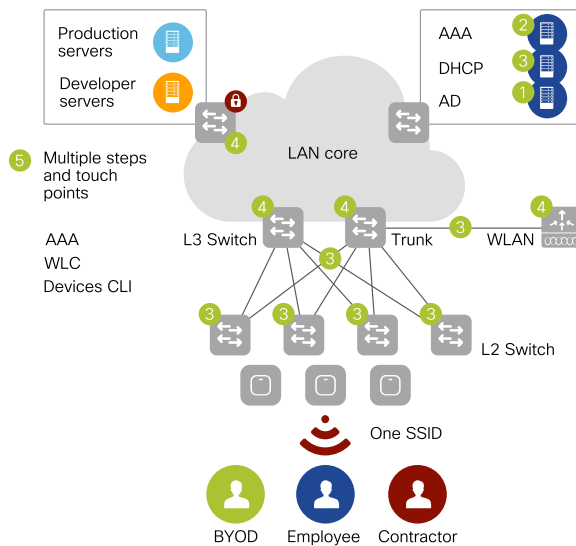 Production
servers
Developer
servers
AAA
2
DHCP
3
AD
1
4
LAN core
5
Multiple steps
and touch
points
AAA
WLC
Devices CLI
4
L3 Switch
4
Trunk
3
WLAN
4
3
3
3
3
3
L2 Switch
One SSID
BYOD
Employee
Contractor